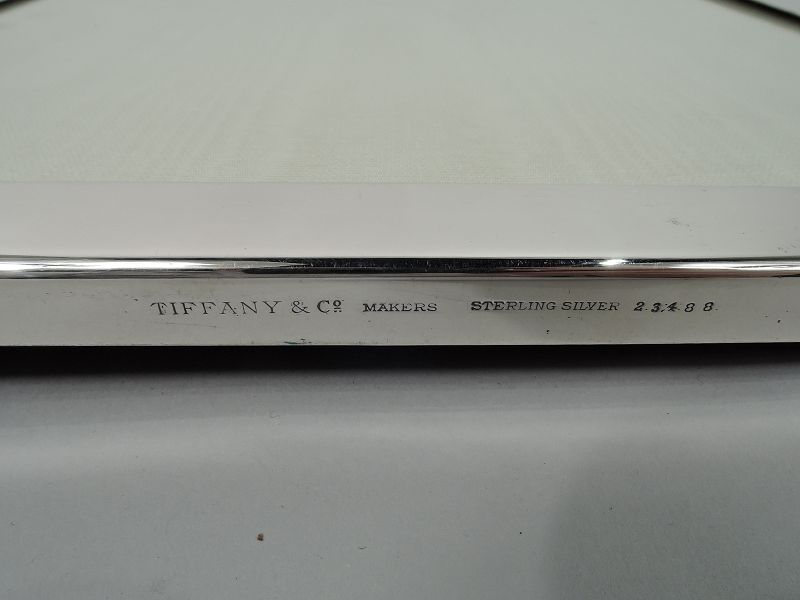 TIFFANY & Cº MAKERS STERLING SILVER 23488